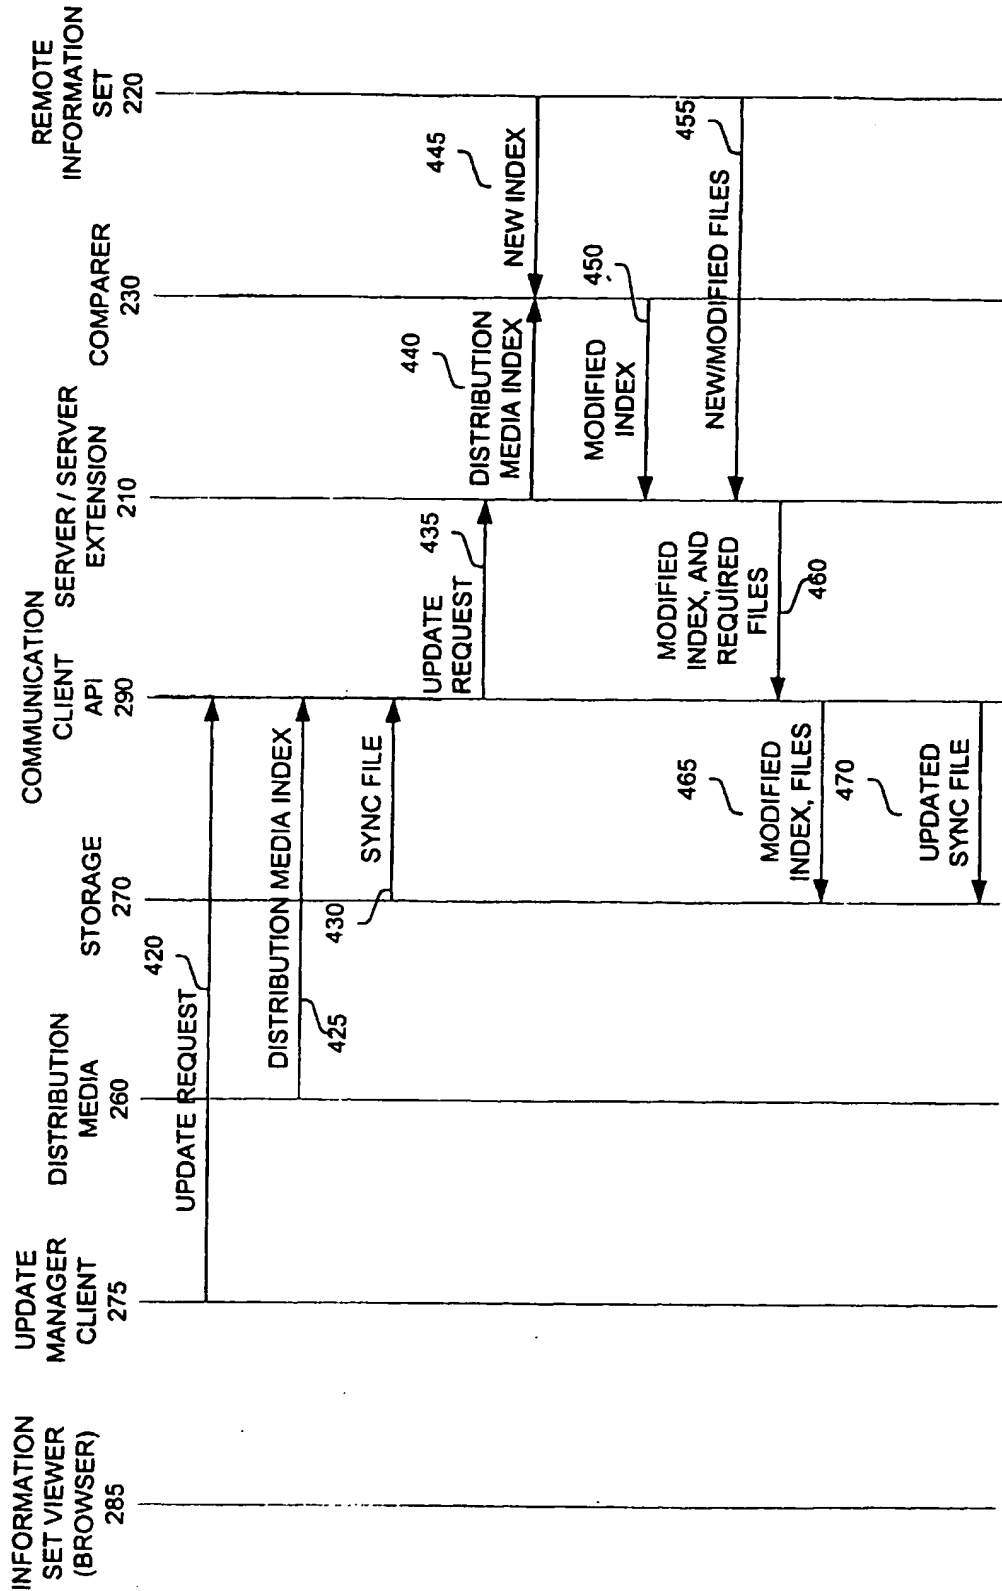 INFORMATION
SET VIEWER
(BROWSER)
285
UPDATE
MANAGER
CLIENT
275
DISTRIBUTION
MEDIA
260
STORAGE
270
COMMUNICATION
CLIENT
API
290
SERVER / SERVER
EXTENSION
210
COMPARER
230
REMOTE
INFORMATION
SET
220
UPDATE REQUEST
420
DISTRIBUTION MEDIA INDEX
425
SYNC FILE
430
UPDATE
REQUEST
435
DISTRIBUTION
MEDIA INDEX
440
NEW INDEX
445
MODIFIED
INDEX
450
NEW/MODIFIED FILES
455
MODIFIED
INDEX, AND
REQUIRED
FILES
460
MODIFIED
INDEX, FILES
465
UPDATED
SYNC FILE
470